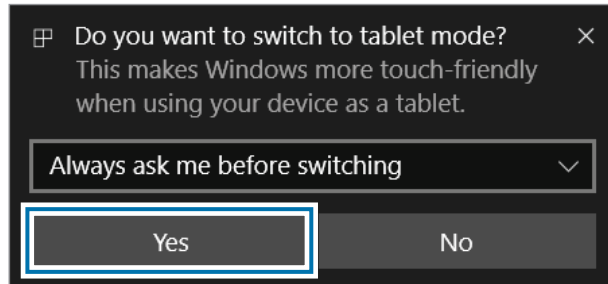 Do you want to switch to tablet mode?
This makes Windows more touch-friendly
when using your device as a tablet.
Always ask me before switching
Yes
No